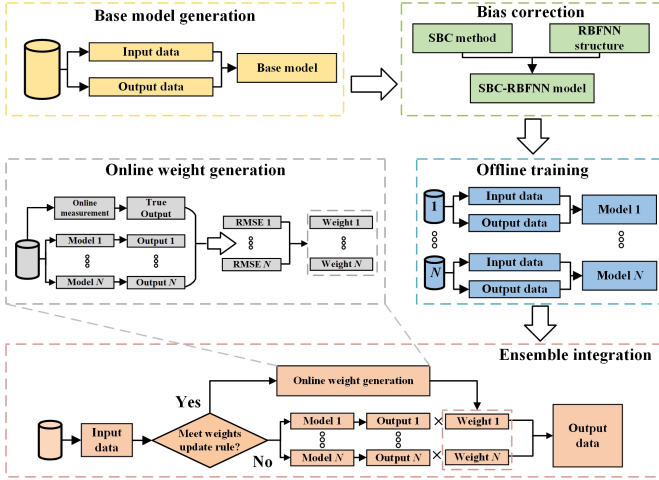 Base model generation
Input data
Output data
Base model
Bias correction
SBC method
RBFNN
structure
SBC-RBFNN model
Online weight generation
Online
measurement
True
Output
Model 1
Output 1
Model N
Output N
RMSE 1
RMSE N
Weight 1
Weight N
Offline training
1
Input data
Output data
Model 1
N
Input data
Output data
Model N
Ensemble integration
Online weight generation
Yes
Input
data
Meet weights
update rule?
No
Model 1
Output 1
×
Weight 1
Model N
Output N
×
Weight N
Output
data